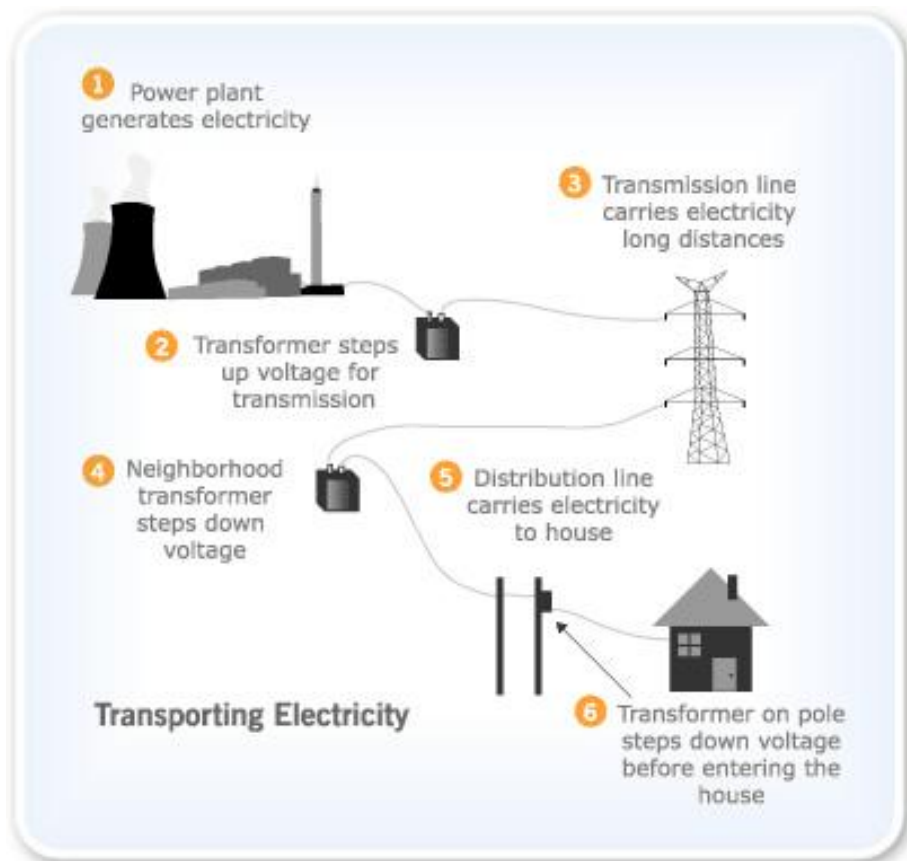 1 Power plant
generates electricity
3 Transmission line
carries electricity
long distances
2 Transformer steps
up voltage for
transmission
4 Neighborhood
transformer
steps down
voltage
5 Distribution line
carries electricity
to house
Transporting Electricity
6 Transformer on pole
steps down voltage
before entering the
house